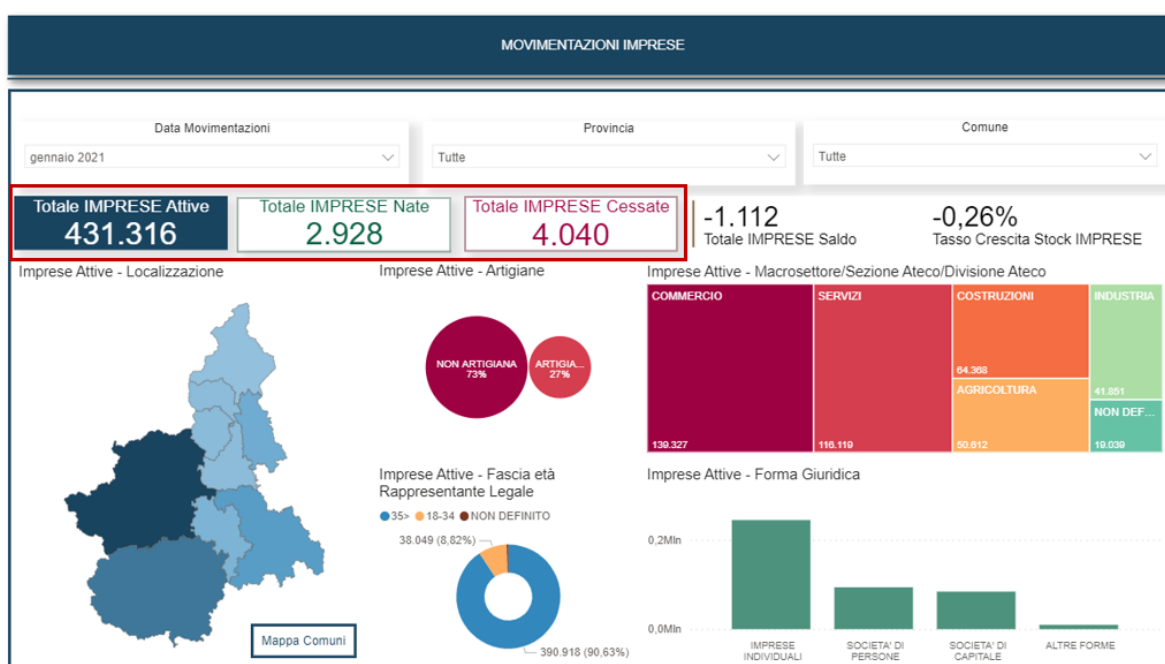 MOVIMENTAZIONI IMPRESE
Data Movimentazioni
Provincia
Comune
gennaio 2021
Tutte
Tutte
Totale IMPRESE Attive
431.316
Totale IMPRESE Nate
2.928
Totale IMPRESE Cessate
4.040
-1.112
Totale IMPRESE Saldo
-0,26%
Tasso Crescita Stock IMPRESE
Imprese Attive - Localizzazione
Mappa Comuni
Imprese Attive - Artigiane
NON ARTIGIANA
73%
ARTIGIA...
27%
Imprese Attive - Macrosettore/Sezione Ateco/Divisione Ateco
COMMERCIO
139.327
SERVIZI
116.119
COSTRUZIONI
64.368
AGRICOLTURA
50.612
INDUSTRIA
41.851
NON DEF...
19.039
Imprese Attive - Fascia età
Rappresentante Legale
35> 18-34 NON DEFINITO
38.049 (8,82%)
390.918 (90,63%)
Imprese Attive - Forma Giuridica
0,2Mln
0,0Mln
IMPRESE
INDIVIDUALI
SOCIETA' DI
PERSONE
SOCIETA' DI
CAPITALE
ALTRE FORME